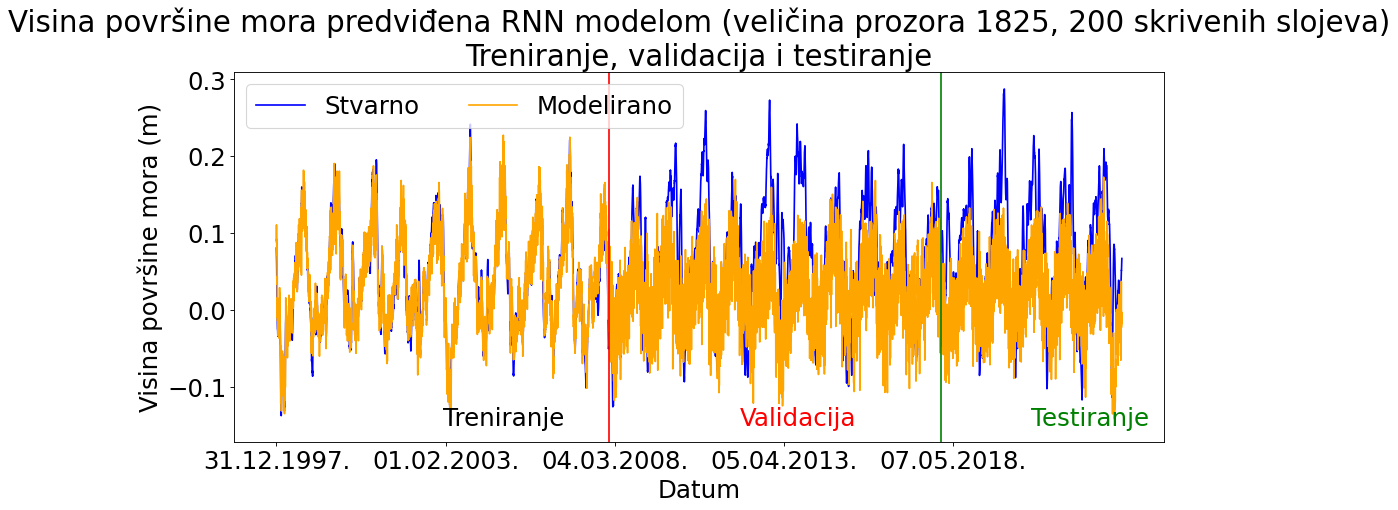 Visina površine mora predviđena RNN modelom (veličina prozora 1825, 200 skrivenih slojeva)
Treniranje, validacija i testiranje
Stvarno
Modelirano
Visina površine mora (m)
0.3
0.2
0.1
0.0
−0.1
Treniranje
Validacija
Testiranje
31.12.1997.
01.02.2003.
04.03.2008.
05.04.2013.
07.05.2018.
Datum